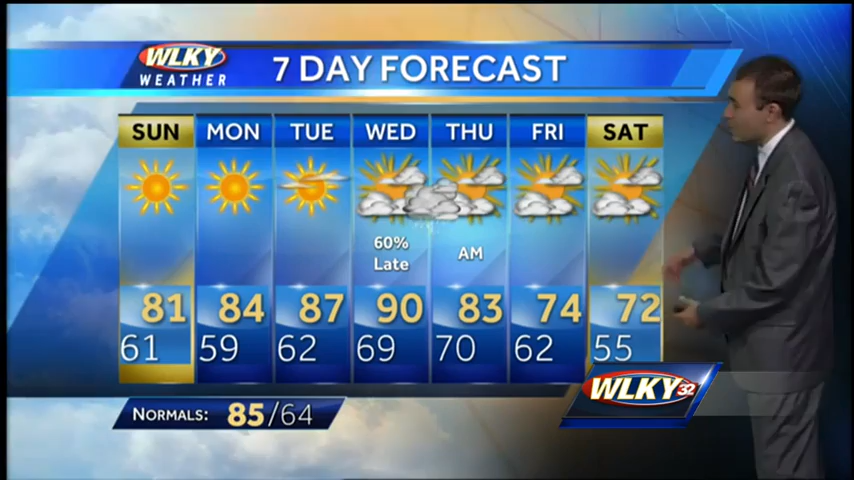 WLKY
WEATHER
7 DAY FORECAST
SUN MON TUE WED THU FRI SAT
60%
Late
AM
81 84 87 90 83 74 72
61 59 62 69 70 62 55
NORMALS: 85/64
WLKY 32